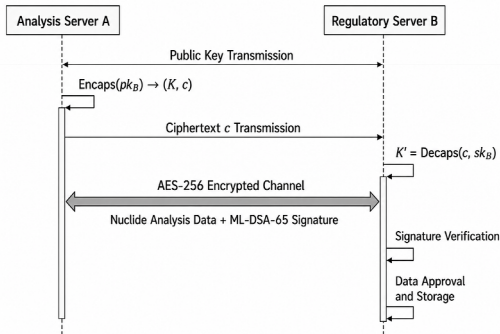 Analysis Server A
Regulatory Server B
Public Key Transmission
Encaps(pk_B) → (K, c)
Ciphertext c Transmission
K' = Decaps(c, sk_B)
AES-256 Encrypted Channel
Nuclide Analysis Data + ML-DSA-65 Signature
Signature Verification
Data Approval
and Storage